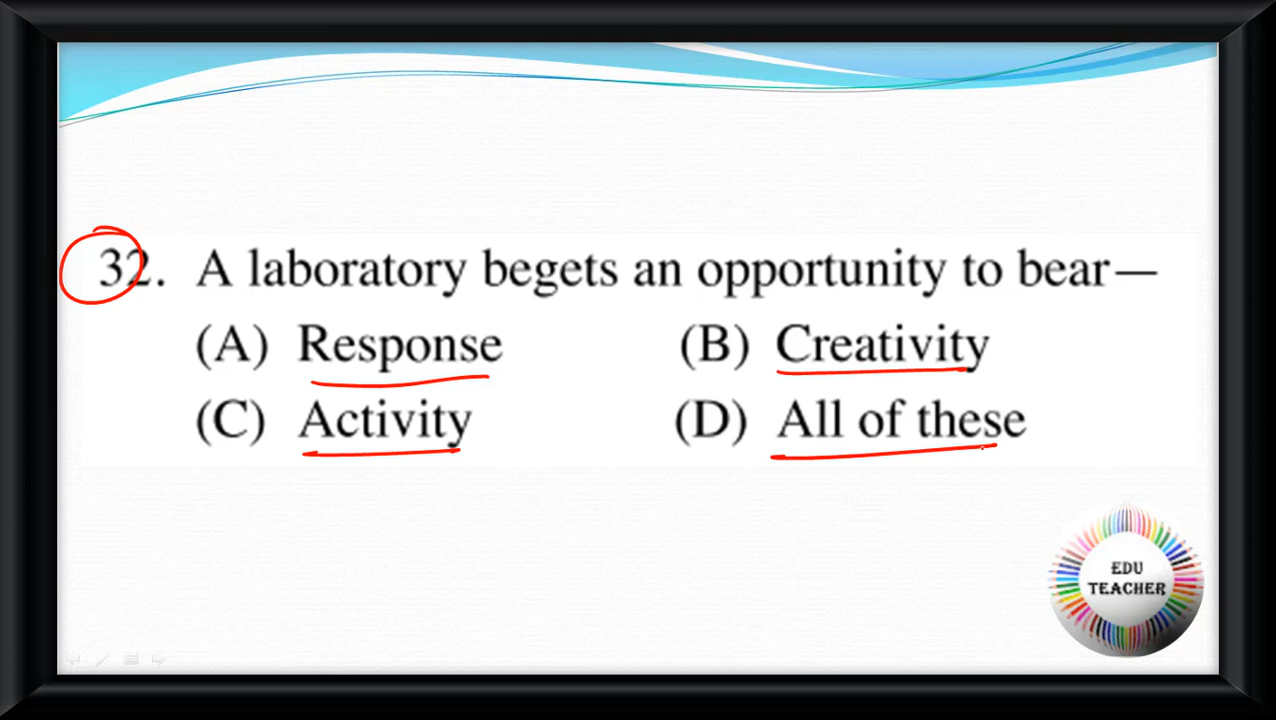 32. A laboratory begets an opportunity to bear—
(A) Response (B) Creativity
(C) Activity (D) All of these
EDU
TEACHER